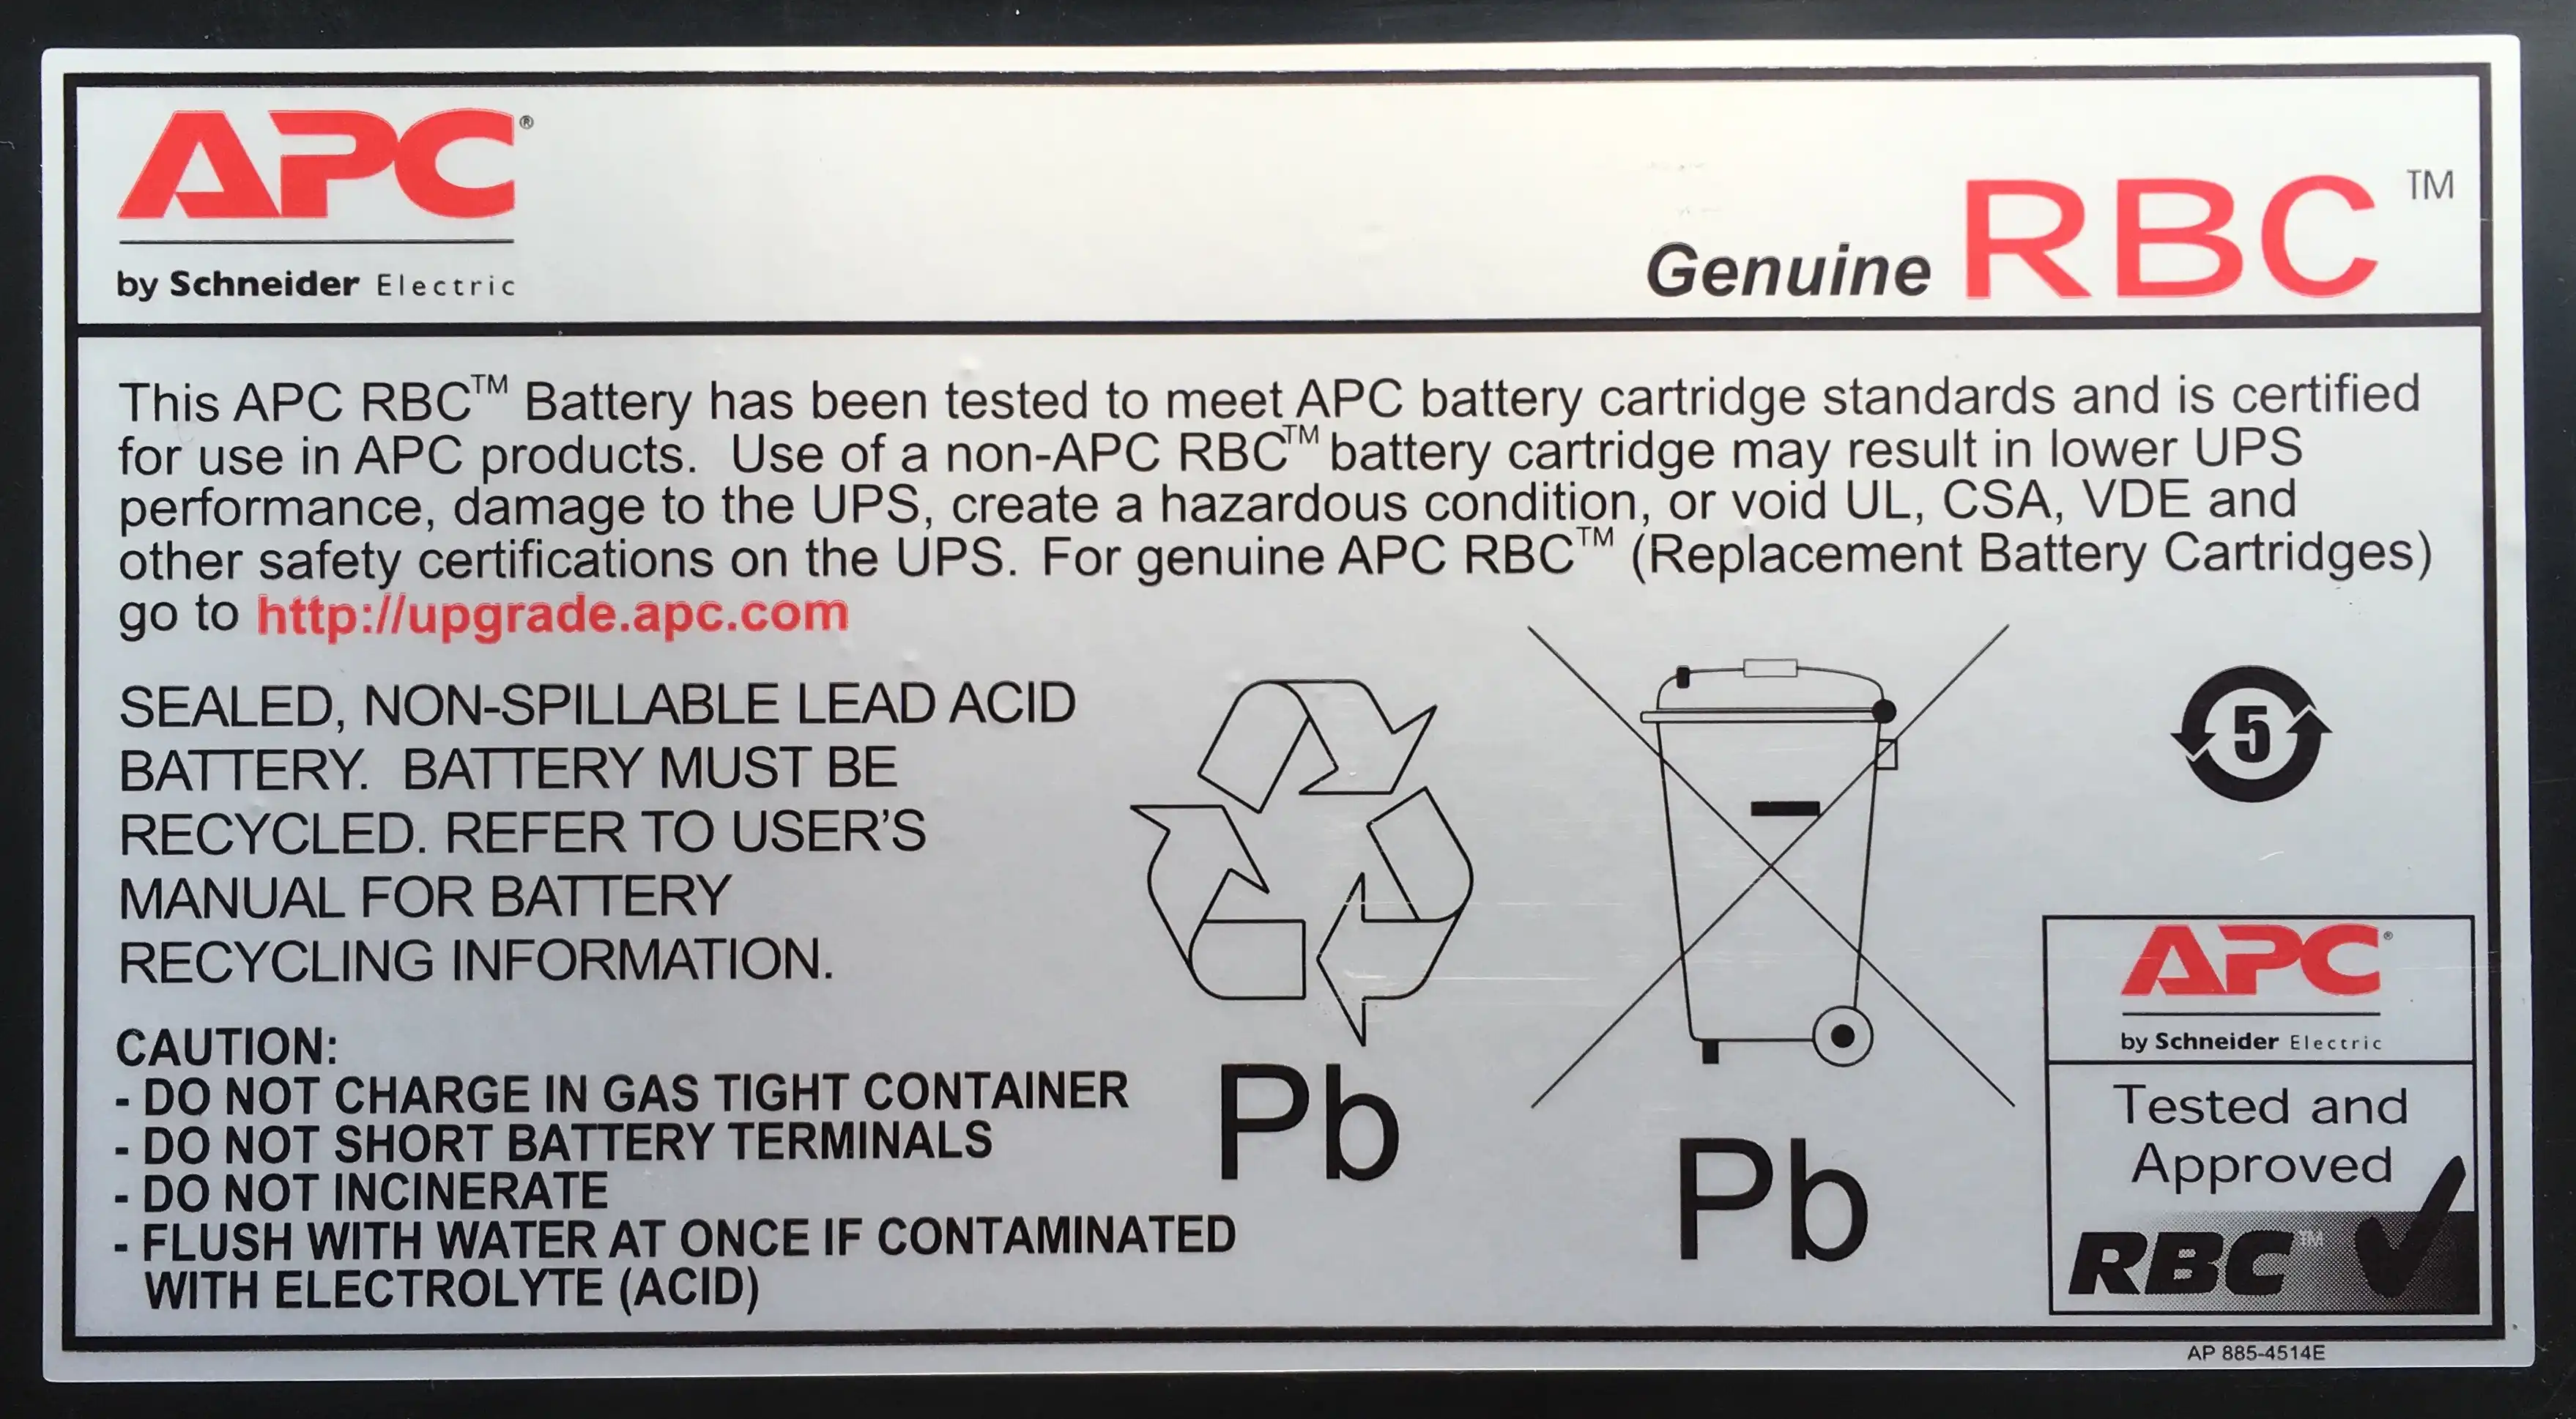 APC®
by Schneider Electric
Genuine RBC™
This APC RBC™ Battery has been tested to meet APC battery cartridge standards and is certified
for use in APC products. Use of a non-APC RBC™ battery cartridge may result in lower UPS
performance, damage to the UPS, create a hazardous condition, or void UL, CSA, VDE and
other safety certifications on the UPS. For genuine APC RBC™ (Replacement Battery Cartridges)
go to http://upgrade.apc.com
SEALED, NON-SPILLABLE LEAD ACID
BATTERY. BATTERY MUST BE
RECYCLED. REFER TO USER'S
MANUAL FOR BATTERY
RECYCLING INFORMATION.
CAUTION:
- DO NOT CHARGE IN GAS TIGHT CONTAINER
- DO NOT SHORT BATTERY TERMINALS
- DO NOT INCINERATE
- FLUSH WITH WATER AT ONCE IF CONTAMINATED
WITH ELECTROLYTE (ACID)
Pb
Pb
5
APC®
by Schneider Electric
Tested and
Approved
RBC™
AP 885-4514E